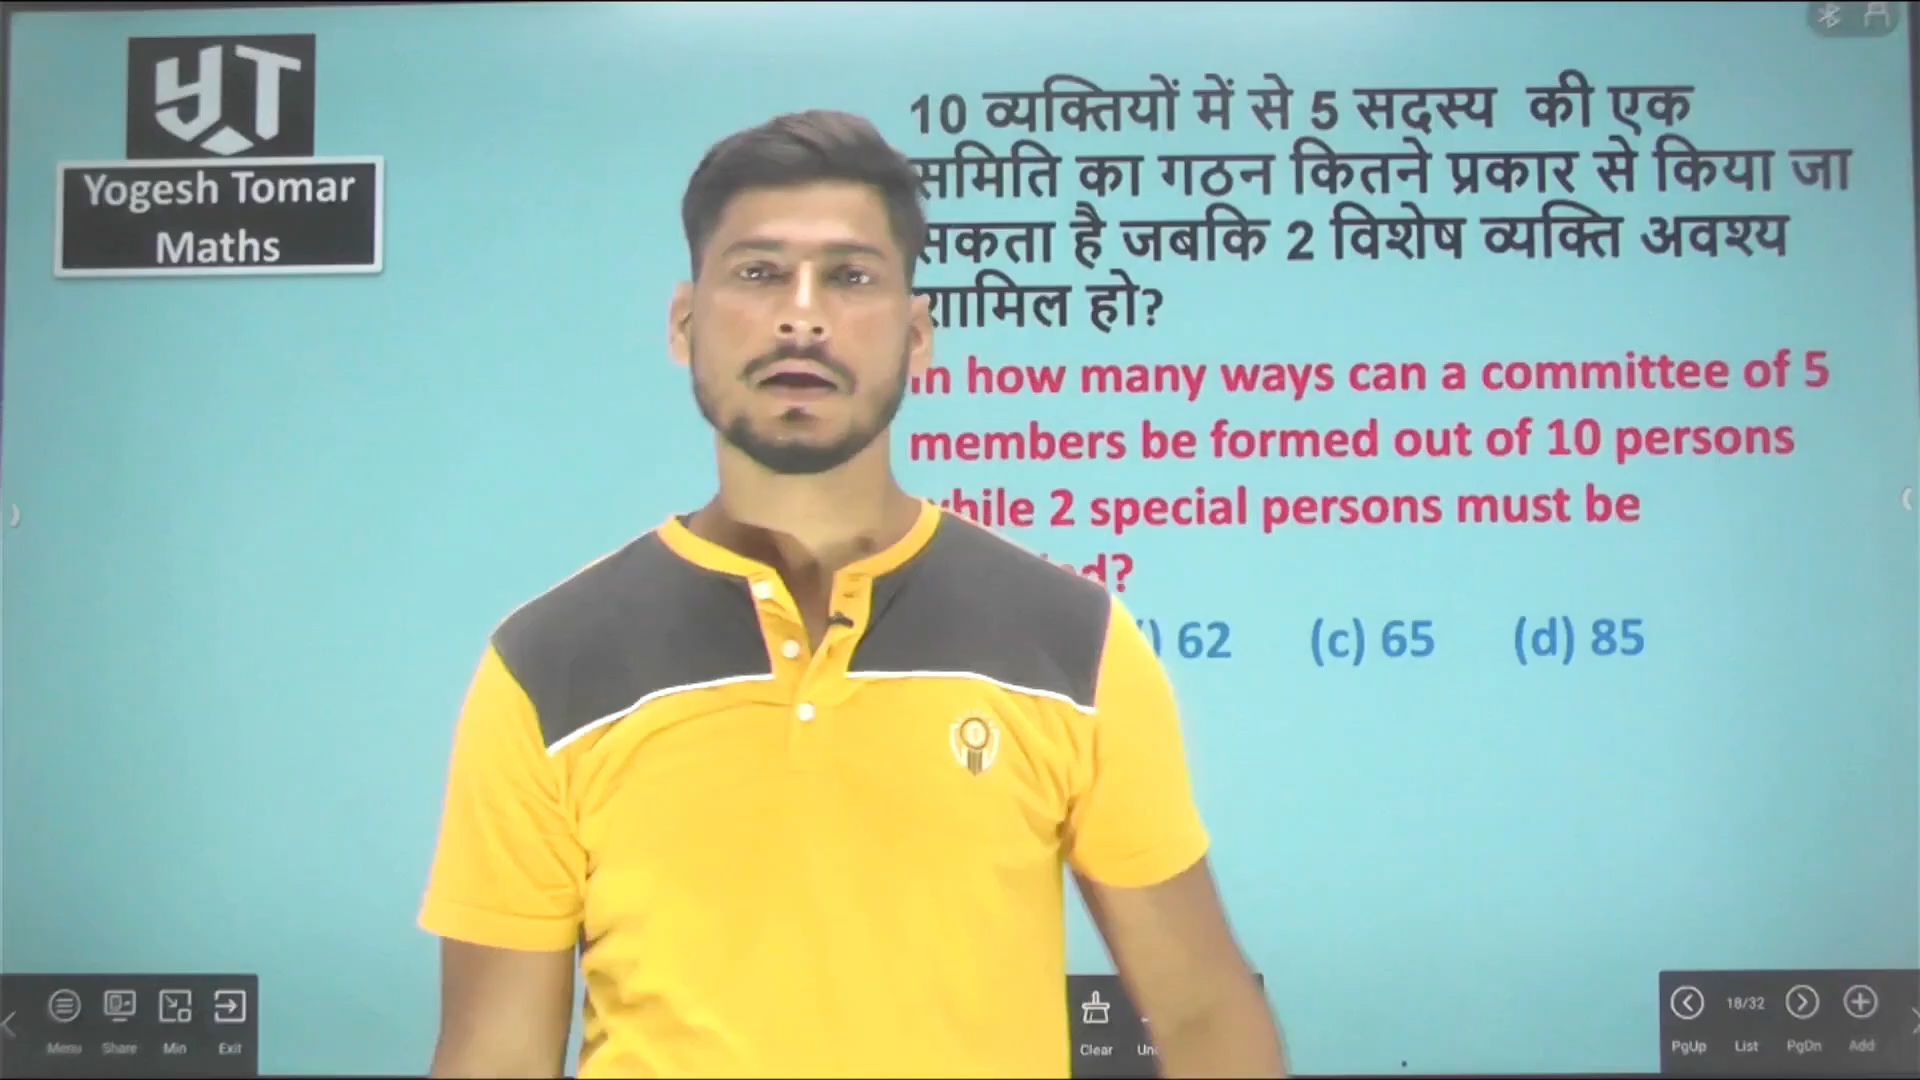 YT
Yogesh Tomar
Maths
10 व्यक्तियों में से 5 सदस्य की एक
समिति का गठन कितने प्रकार से किया जा
सकता है जबकि 2 विशेष व्यक्ति अवश्य
शामिल हो?
In how many ways can a committee of 5
members be formed out of 10 persons
while 2 special persons must be
) 62 (c) 65 (d) 85
Menu Share Min Exit
Clear
18/32
PgUp List PgDn Add